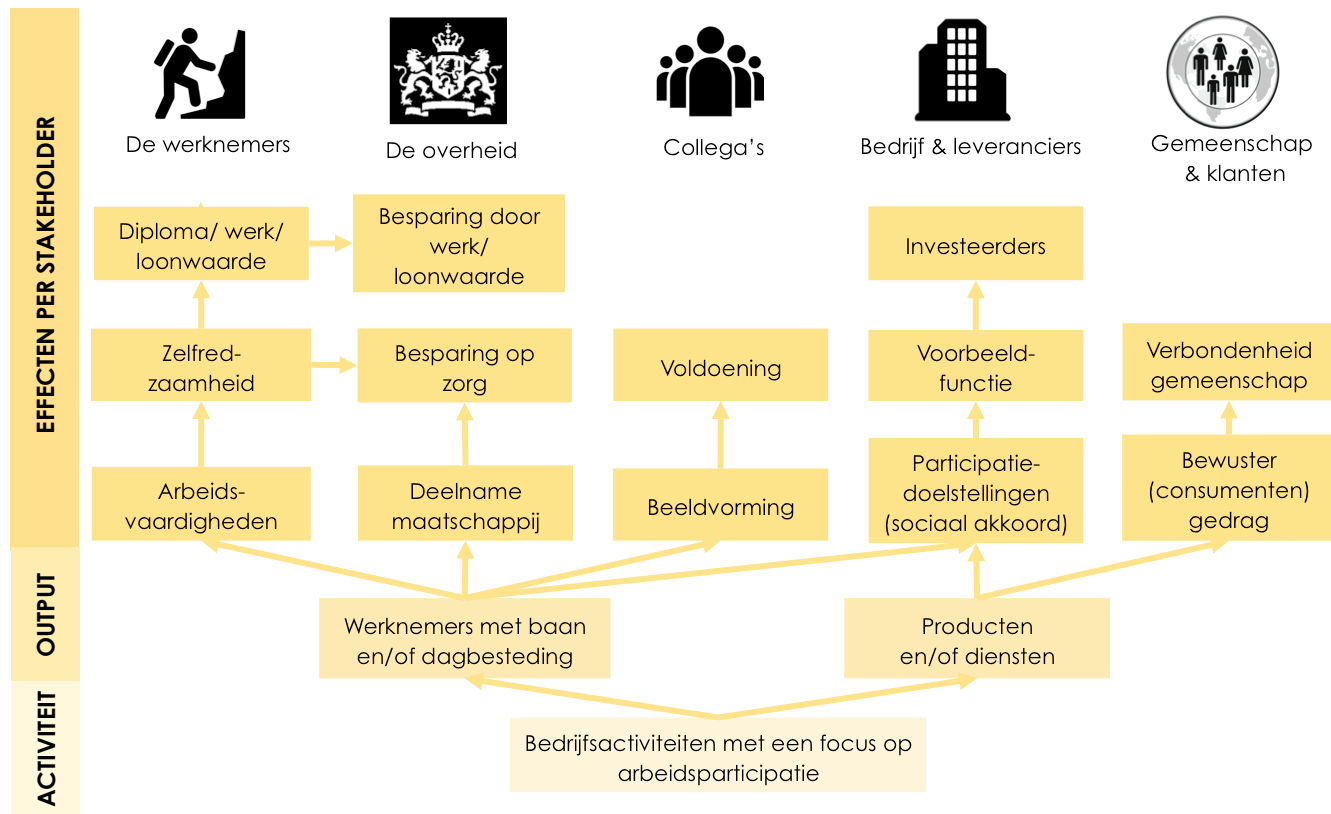 De werknemers
De overheid
Collega's
Bedrijf & leveranciers
Gemeenschap
& klanten
EFFECTEN PER STAKEHOLDER
Diploma/ werk/
loonwaarde
Besparing door
werk/
loonwaarde
Investeerders
Zelfred-
zaamheid
Besparing op
zorg
Voldoening
Voorbeeld-
functie
Verbondenheid
gemeenschap
Arbeids-
vaardigheden
Deelname
maatschappij
Beeldvorming
Participatie-
doelstellingen
(sociaal akkoord)
Bewuster
(consumenten)
gedrag
OUTPUT
Werknemers met baan
en/of dagbesteding
Producten
en/of diensten
ACTIVITEIT
Bedrijfsactiviteiten met een focus op
arbeidsparticipatie